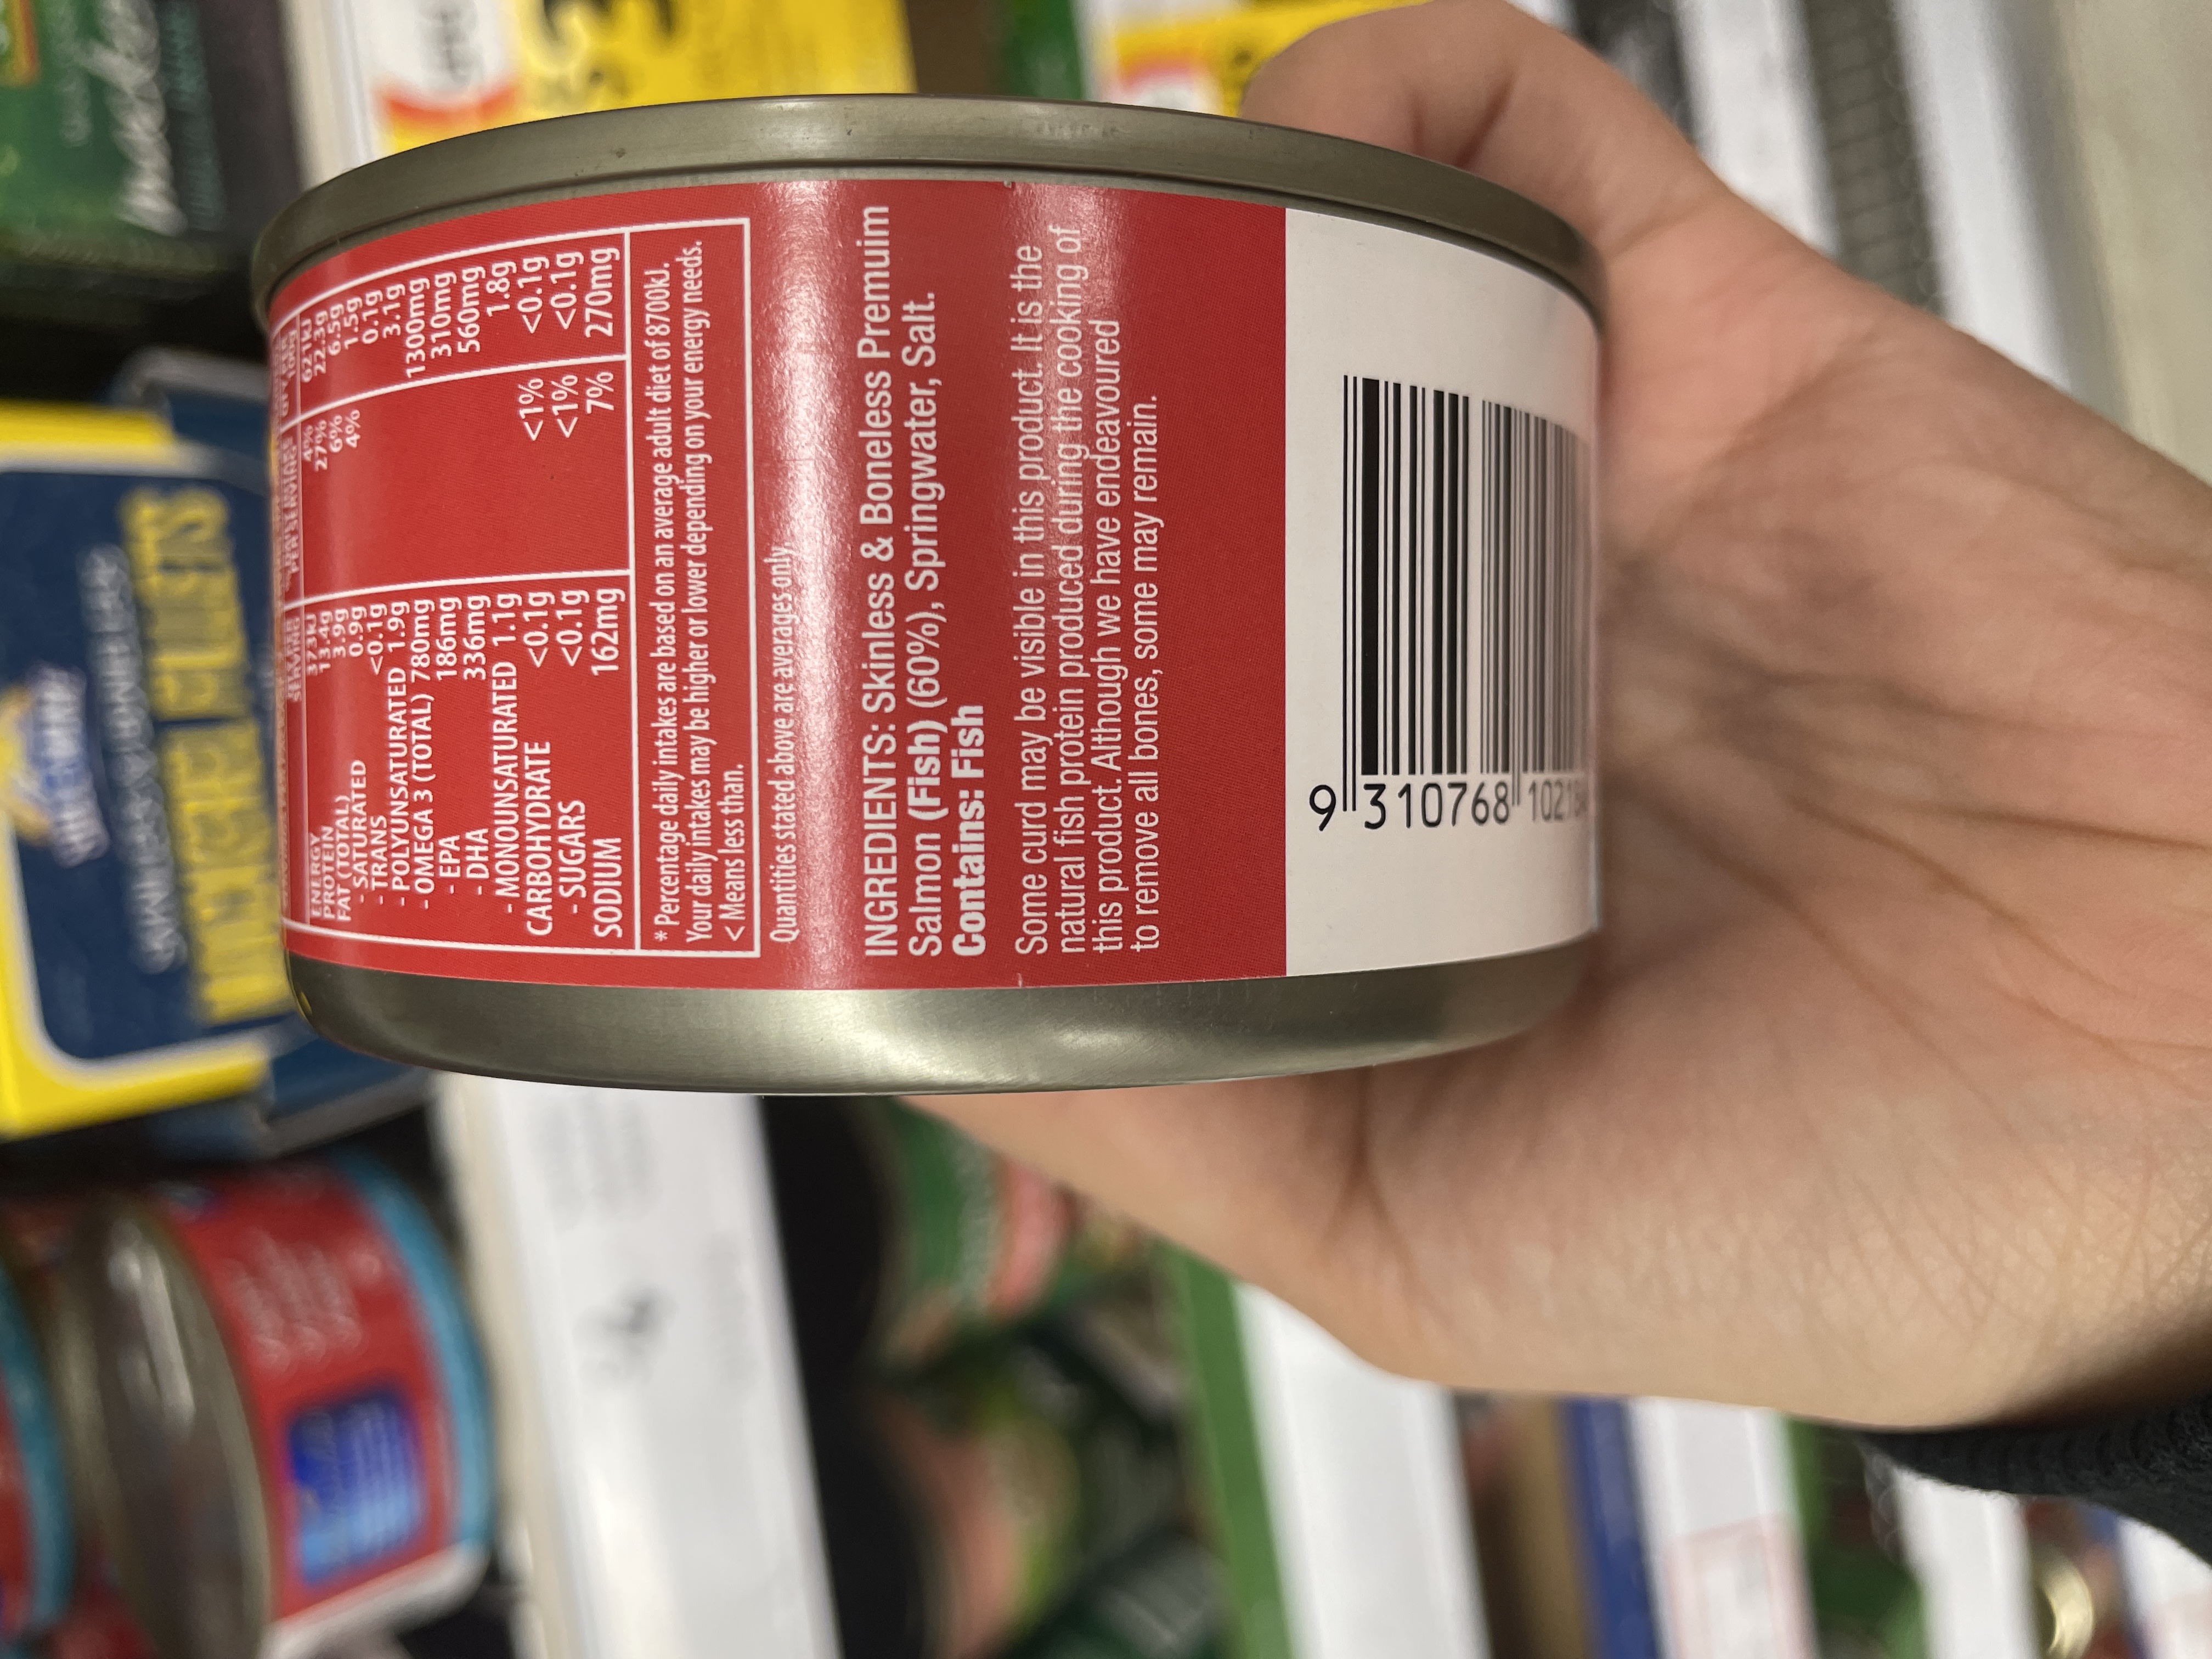 SKINLESS & BONELESS
MACKEREL FILLETS
SERVING
PER SERVING
ENERGY 373kJ 4% 621kJ
PROTEIN 13.4g 27% 22.3g
FAT (TOTAL) 3.9g 6% 6.5g
- SATURATED 0.9g 4% 1.5g
- TRANS <0.1g 0.1g
- POLYUNSATURATED 1.9g 3.1g
- OMEGA 3 (TOTAL) 780mg 1300mg
- EPA 186mg 310mg
- DHA 336mg 560mg
- MONOUNSATURATED 1.1g 1.8g
CARBOHYDRATE <0.1g <1% <0.1g
- SUGARS <0.1g <1% <0.1g
SODIUM 162mg 7% 270mg
* Percentage daily intakes are based on an average adult diet of 8700kJ.
Your daily intakes may be higher or lower depending on your energy needs.
< Means less than.
Quantities stated above are averages only.
INGREDIENTS: Skinless & Boneless Premuim
Salmon (Fish) (60%), Springwater, Salt.
Contains: Fish
Some curd may be visible in this product. It is the
natural fish protein produced during the cooking of
this product. Although we have endeavoured
to remove all bones, some may remain.
9 310768